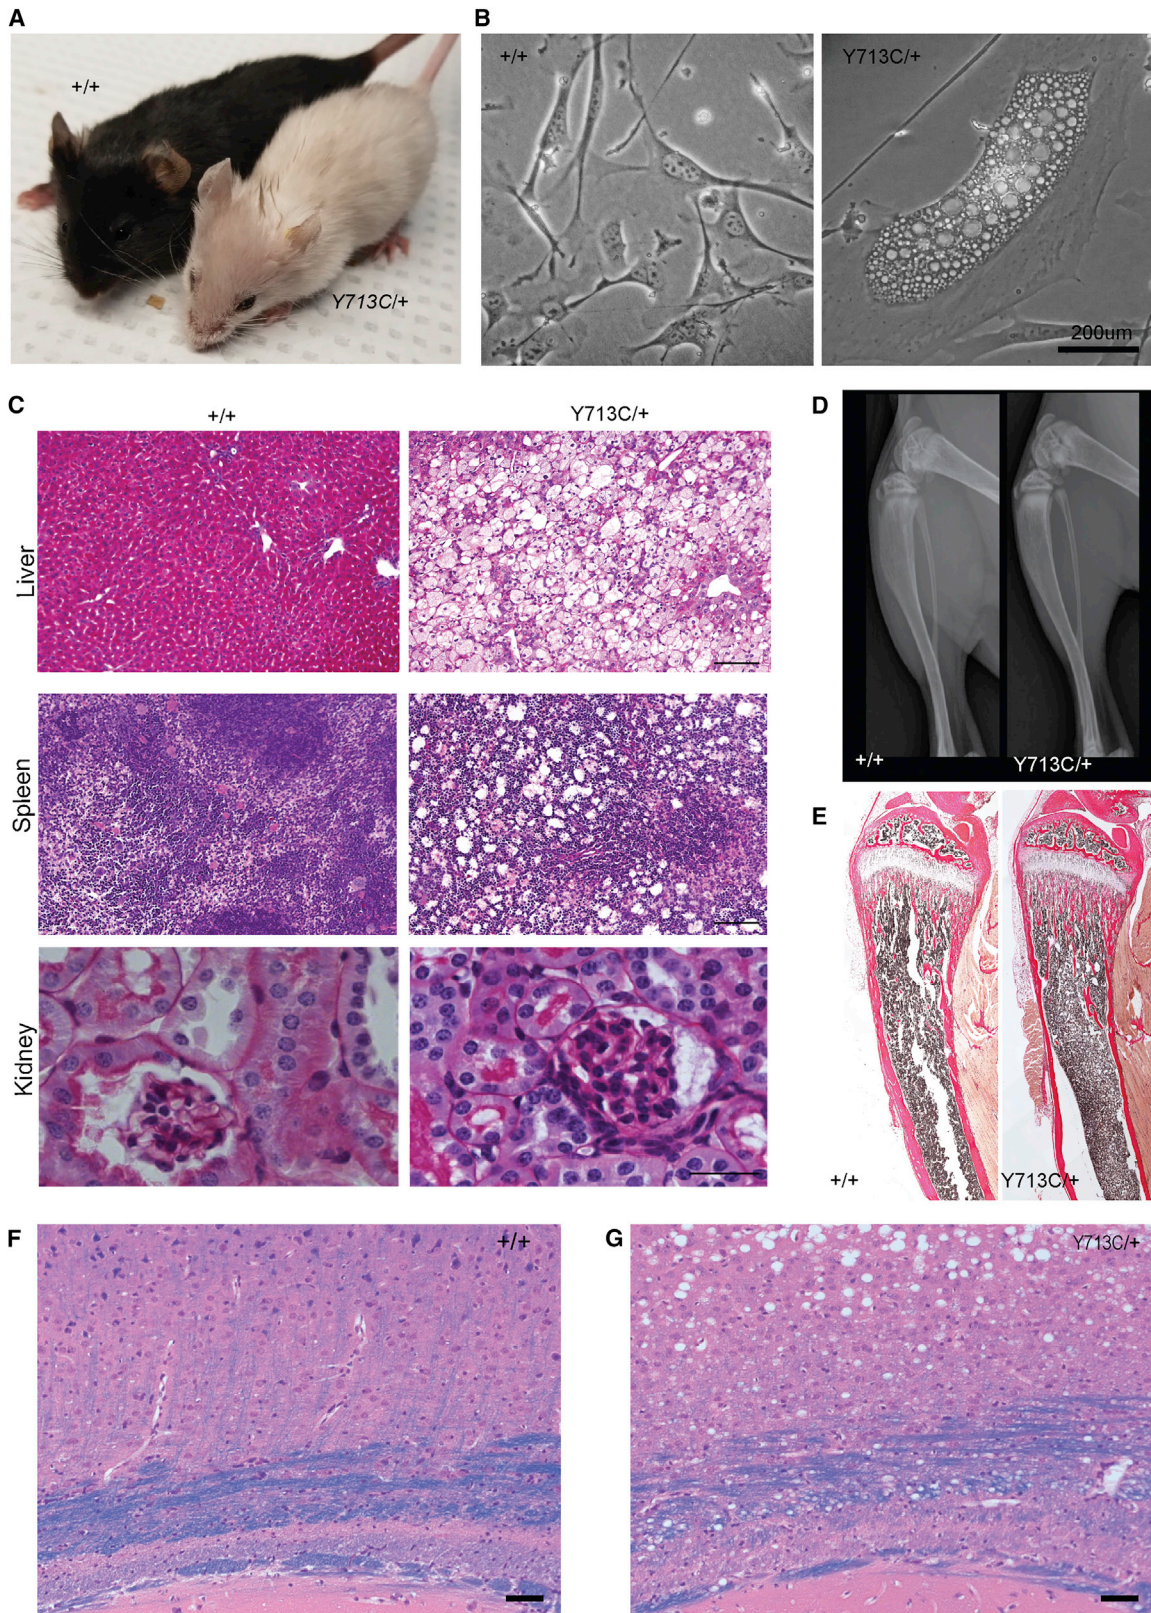 A
+/+
Y713C/+
B
+/+
Y713C/+
200um
C
+/+
Y713C/+
Liver
Spleen
Kidney
D
+/+
Y713C/+
E
+/+
Y713C/+
F
+/+
G
Y713C/+